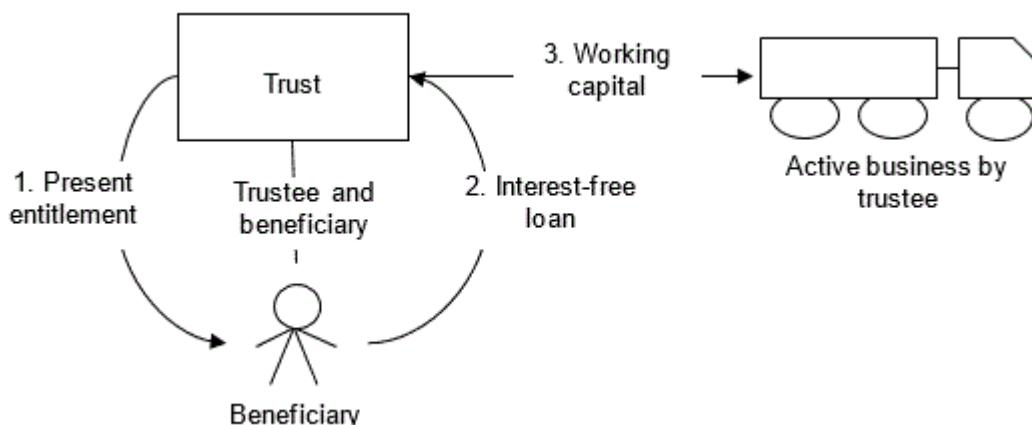 Trust
3. Working
capital
1. Present
entitlement
Trustee and
beneficiary
2. Interest-free
loan
Active business by
trustee
Beneficiary